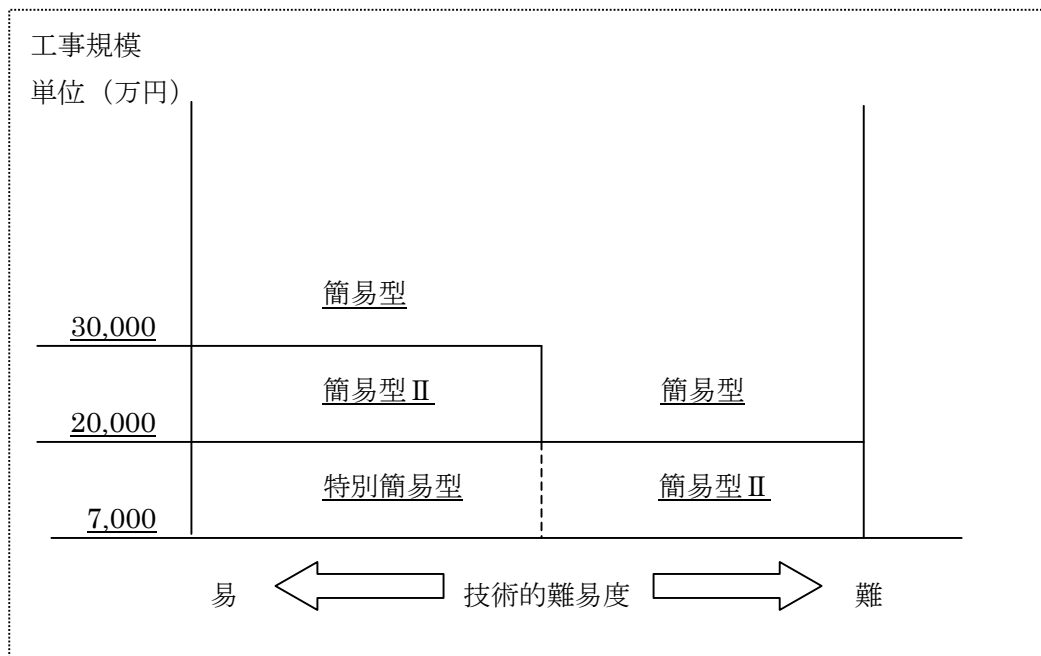 工事規模
単位（万円）
簡易型
30,000
簡易型Ⅱ
簡易型
20,000
特別簡易型
簡易型Ⅱ
7,000
易
技術的難易度
難